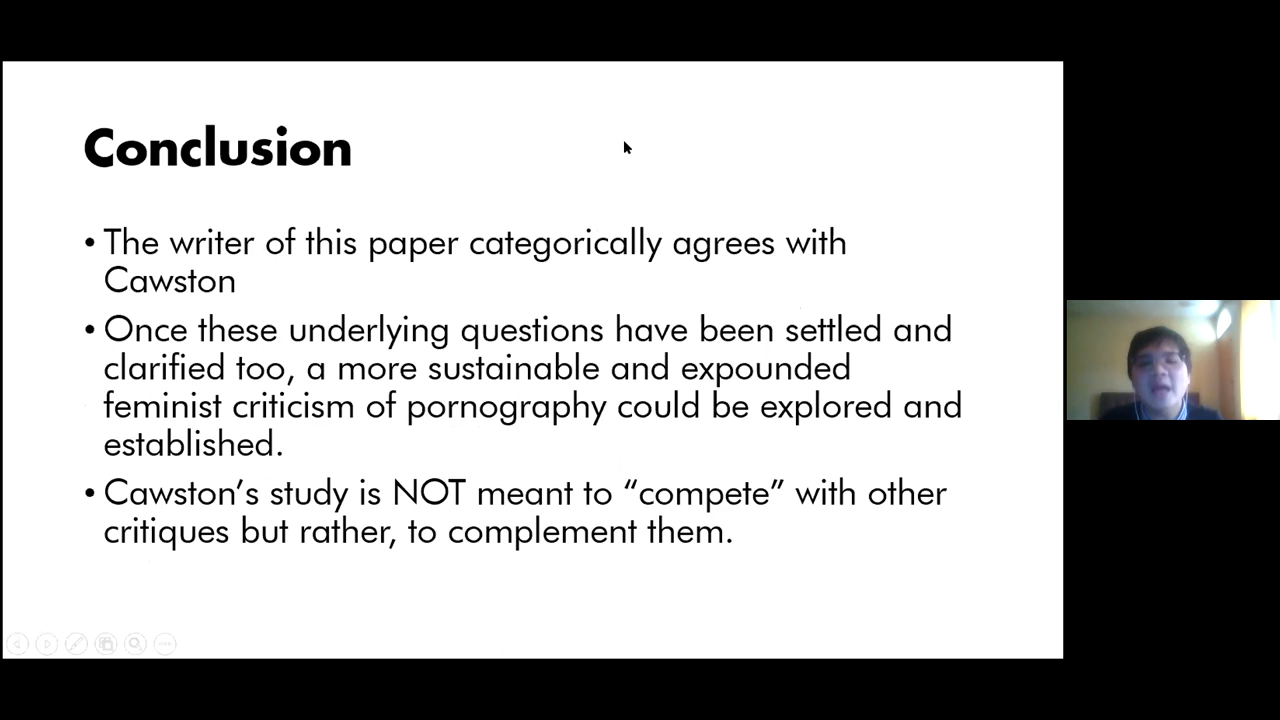 Conclusion
• The writer of this paper categorically agrees with
Cawston
• Once these underlying questions have been settled and
clarified too, a more sustainable and expounded
feminist criticism of pornography could be explored and
established.
• Cawston’s study is NOT meant to “compete” with other
critiques but rather, to complement them.